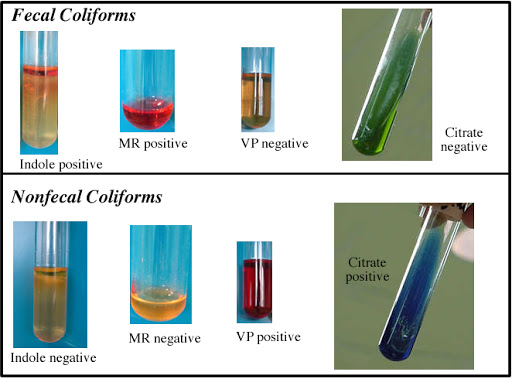 Fecal Coliforms
Indole positive
MR positive
VP negative
Citrate
negative
Nonfecal Coliforms
Indole negative
MR negative
VP positive
Citrate
positive